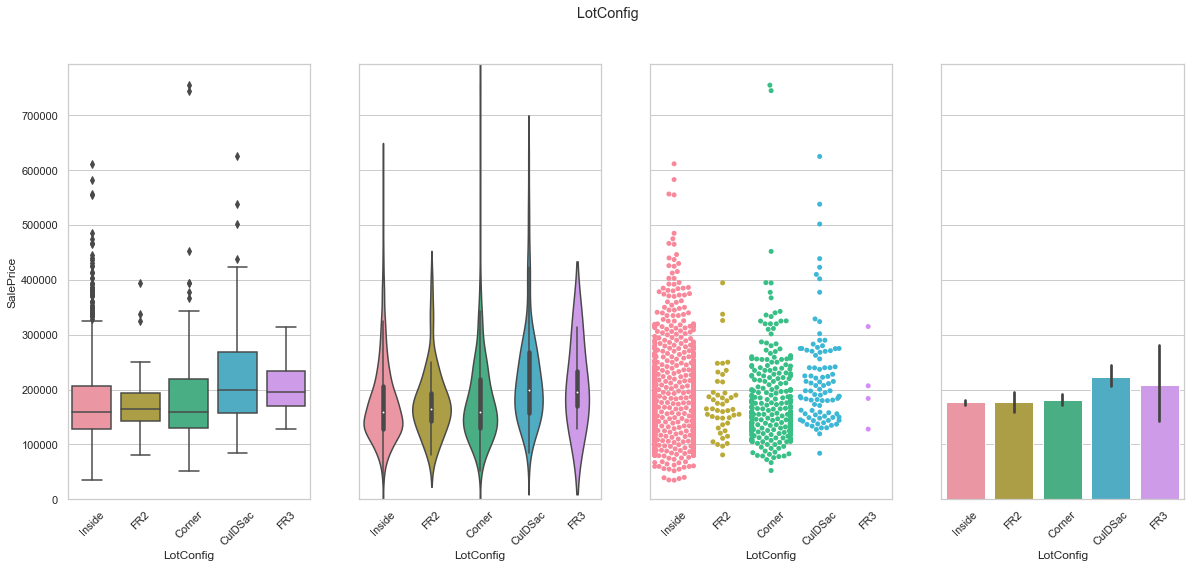 LotConfig
SalePrice
700000
600000
500000
400000
300000
200000
100000
0
Inside
FR2
Corner
CulDSac
FR3
LotConfig
Inside
FR2
Corner
CulDSac
FR3
LotConfig
Inside
FR2
Corner
CulDSac
FR3
LotConfig
Inside
FR2
Corner
CulDSac
FR3
LotConfig